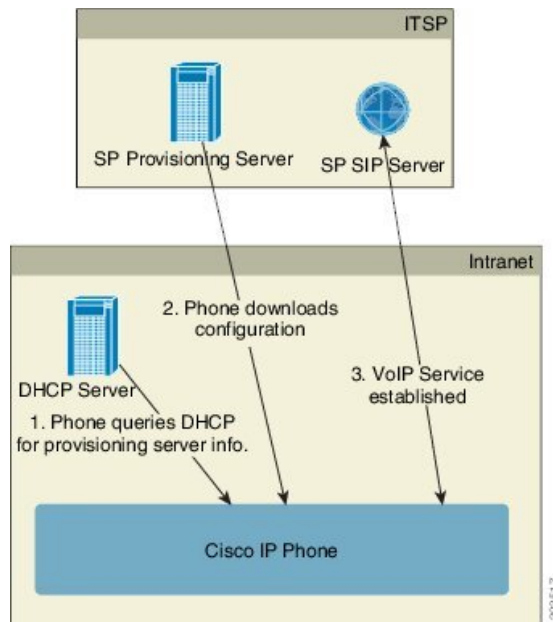 ITSP
SP Provisioning Server
SP SIP Server
Intranet
2. Phone downloads
configuration
DHCP Server
3. VoIP Service
established
1. Phone queries DHCP
for provisioning server info.
Cisco IP Phone